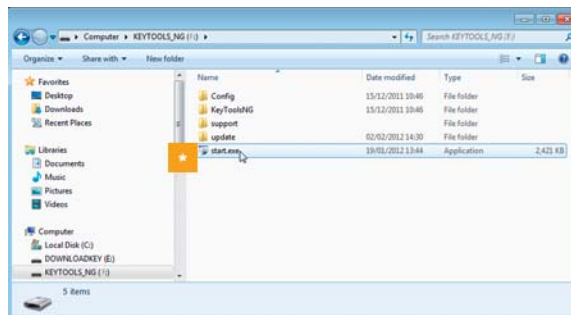 Computer ▸ KEYTOOLS_NG (F:) ▸
Search KEYTOOLS_NG (F:)
Organize Share with New folder
Name Date modified Type Size
Favorites
Desktop
Downloads
Recent Places
Libraries
Documents
Music
Pictures
Videos
Computer
Local Disk (C:)
DOWNLOADKEY (E:)
KEYTOOLS_NG (F:)
Config 15/12/2011 10:46 File folder
KeyToolsNG 15/12/2011 10:46 File folder
support File folder
update 02/02/2012 14:30 File folder
start.exe 19/01/2012 13:44 Application 2,421 KB
5 items